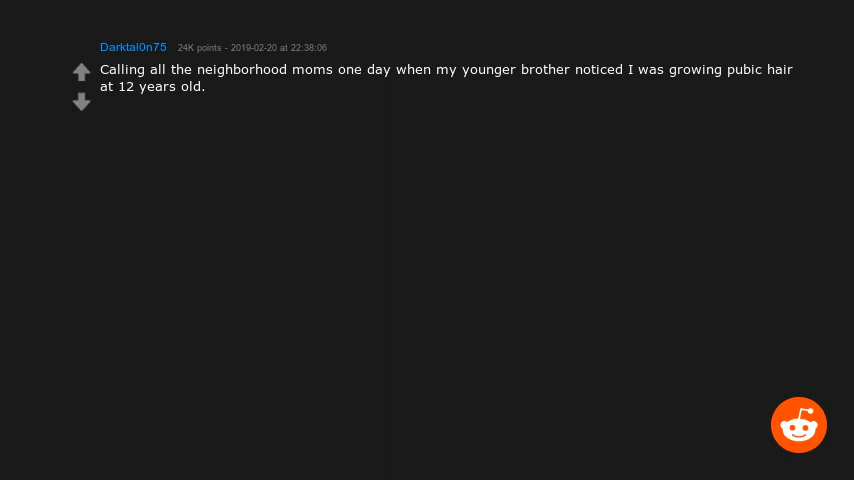 Darktal0n75 24K points - 2019-02-20 at 22:38:06
Calling all the neighborhood moms one day when my younger brother noticed I was growing pubic hair
at 12 years old.